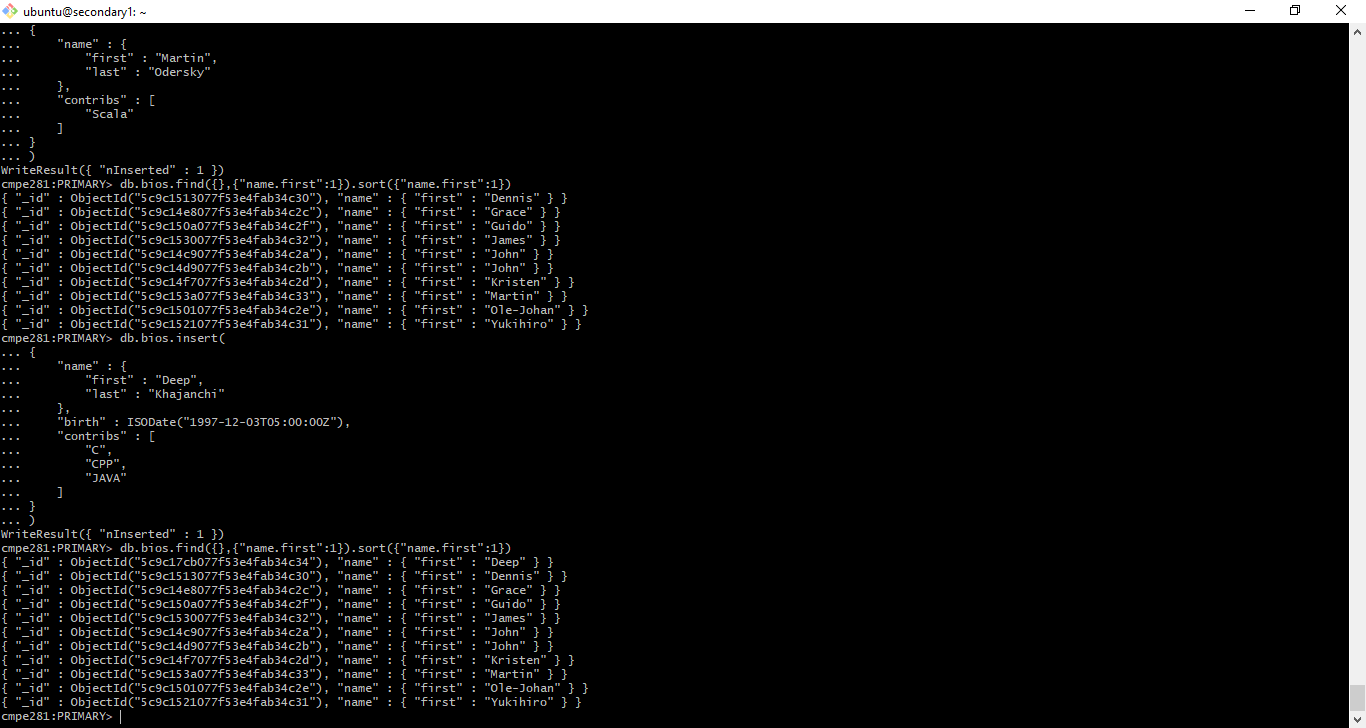 ubuntu@secondary1: ~
... {
...     "name" : {
...         "first" : "Martin",
...         "last" : "Odersky"
...     },
...     "contribs" : [
...         "Scala"
...     ]
... }
... )
WriteResult({ "nInserted" : 1 })
cmpe281:PRIMARY> db.bios.find({},{"name.first":1}).sort({"name.first":1})
{ "_id" : ObjectId("5c9c1513077f53e4fab34c30"), "name" : { "first" : "Dennis" } }
{ "_id" : ObjectId("5c9c14e8077f53e4fab34c2c"), "name" : { "first" : "Grace" } }
{ "_id" : ObjectId("5c9c150a077f53e4fab34c2f"), "name" : { "first" : "Guido" } }
{ "_id" : ObjectId("5c9c1530077f53e4fab34c32"), "name" : { "first" : "James" } }
{ "_id" : ObjectId("5c9c14c9077f53e4fab34c2a"), "name" : { "first" : "John" } }
{ "_id" : ObjectId("5c9c14d9077f53e4fab34c2b"), "name" : { "first" : "John" } }
{ "_id" : ObjectId("5c9c14f7077f53e4fab34c2d"), "name" : { "first" : "Kristen" } }
{ "_id" : ObjectId("5c9c153a077f53e4fab34c33"), "name" : { "first" : "Martin" } }
{ "_id" : ObjectId("5c9c1501077f53e4fab34c2e"), "name" : { "first" : "Ole-Johan" } }
{ "_id" : ObjectId("5c9c1521077f53e4fab34c31"), "name" : { "first" : "Yukihiro" } }
cmpe281:PRIMARY> db.bios.insert(
... {
...     "name" : {
...         "first" : "Deep",
...         "last" : "Khajanchi"
...     },
...     "birth" : ISODate("1997-12-03T05:00:00Z"),
...     "contribs" : [
...         "C",
...         "CPP",
...         "JAVA"
...     ]
... }
... )
WriteResult({ "nInserted" : 1 })
cmpe281:PRIMARY> db.bios.find({},{"name.first":1}).sort({"name.first":1})
{ "_id" : ObjectId("5c9c17cb077f53e4fab34c34"), "name" : { "first" : "Deep" } }
{ "_id" : ObjectId("5c9c1513077f53e4fab34c30"), "name" : { "first" : "Dennis" } }
{ "_id" : ObjectId("5c9c14e8077f53e4fab34c2c"), "name" : { "first" : "Grace" } }
{ "_id" : ObjectId("5c9c150a077f53e4fab34c2f"), "name" : { "first" : "Guido" } }
{ "_id" : ObjectId("5c9c1530077f53e4fab34c32"), "name" : { "first" : "James" } }
{ "_id" : ObjectId("5c9c14c9077f53e4fab34c2a"), "name" : { "first" : "John" } }
{ "_id" : ObjectId("5c9c14d9077f53e4fab34c2b"), "name" : { "first" : "John" } }
{ "_id" : ObjectId("5c9c14f7077f53e4fab34c2d"), "name" : { "first" : "Kristen" } }
{ "_id" : ObjectId("5c9c153a077f53e4fab34c33"), "name" : { "first" : "Martin" } }
{ "_id" : ObjectId("5c9c1501077f53e4fab34c2e"), "name" : { "first" : "Ole-Johan" } }
{ "_id" : ObjectId("5c9c1521077f53e4fab34c31"), "name" : { "first" : "Yukihiro" } }
cmpe281:PRIMARY>